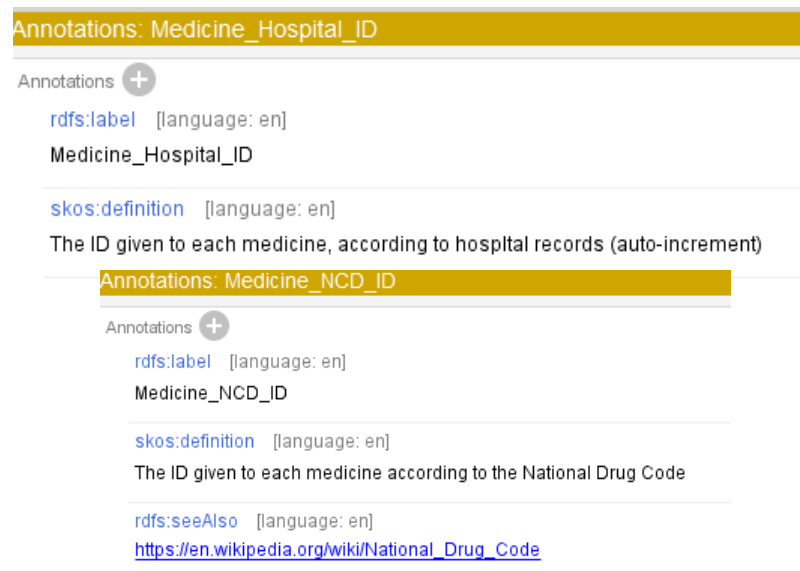 Annotations: Medicine_Hospital_ID
Annotations
rdfs:label [language: en]
Medicine_Hospital_ID
skos:definition [language: en]
The ID given to each medicine, according to hospItal records (auto-increment)
Annotations: Medicine_NCD_ID
Annotations
rdfs:label [language: en]
Medicine_NCD_ID
skos:definition [language: en]
The ID given to each medicine according to the National Drug Code
rdfs:seeAlso [language: en]
https://en.wikipedia.org/wiki/National_Drug_Code